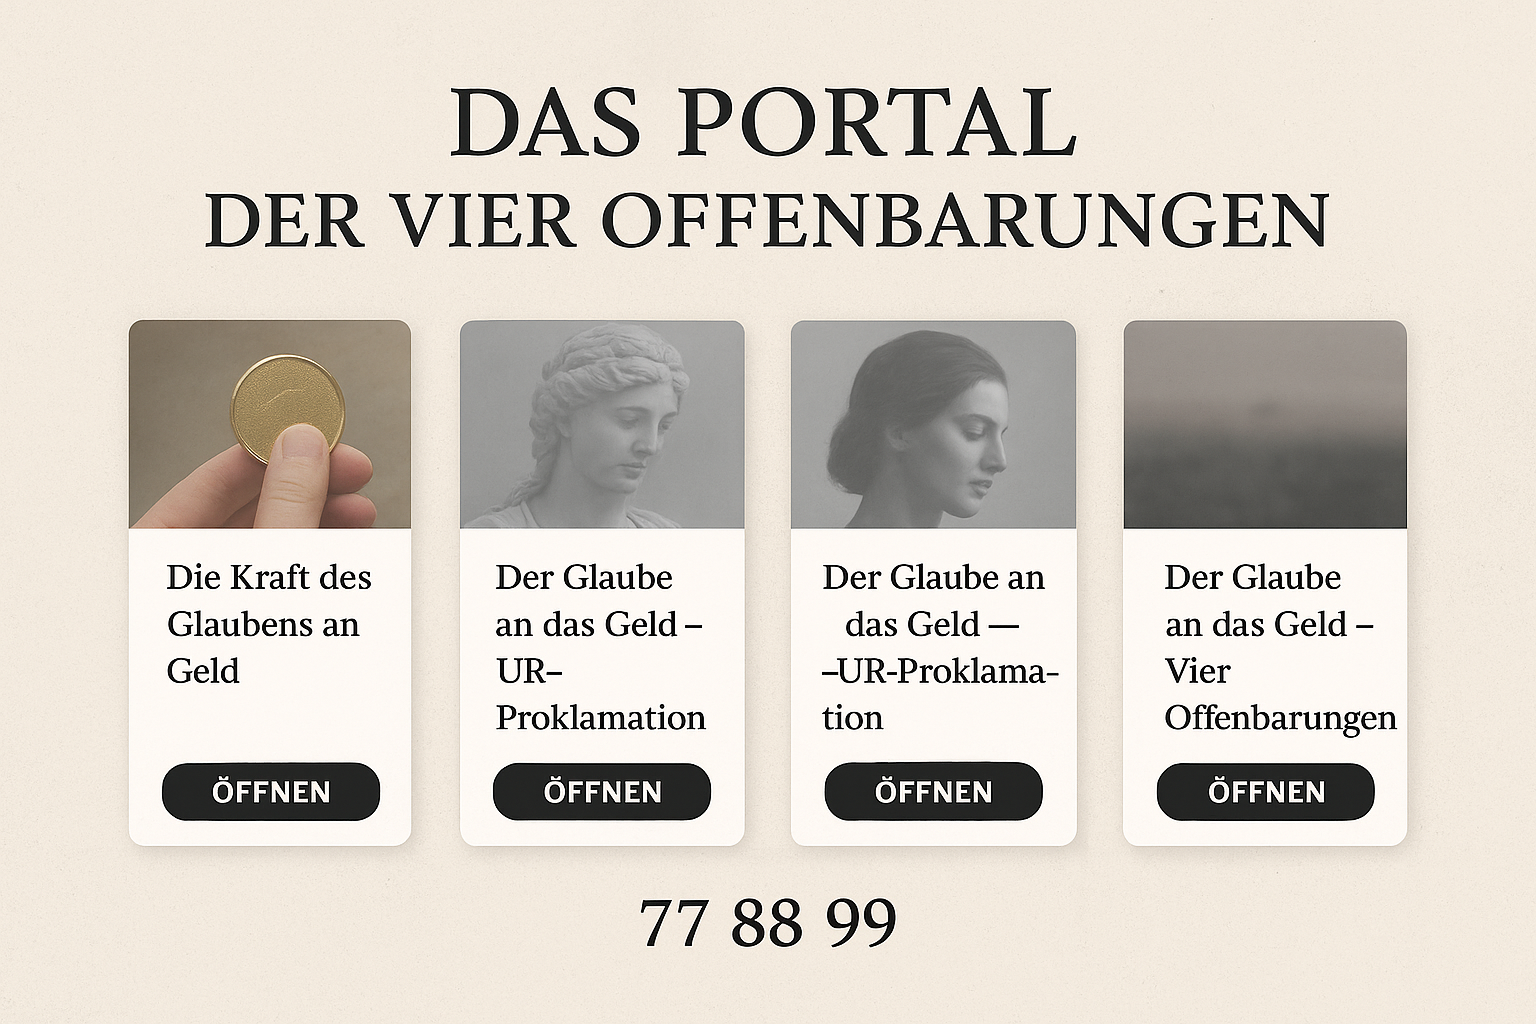 DAS PORTAL
DER VIER OFFENBARUNGEN
Die Kraft des
Glaubens an
Geld
ÖFFNEN
Der Glaube
an das Geld –
UR–
Proklamation
ÖFFNEN
Der Glaube an
das Geld —
–UR-Proklama-
tion
ÖFFNEN
Der Glaube
an das Geld –
Vier
Offenbarungen
ÖFFNEN
77 88 99